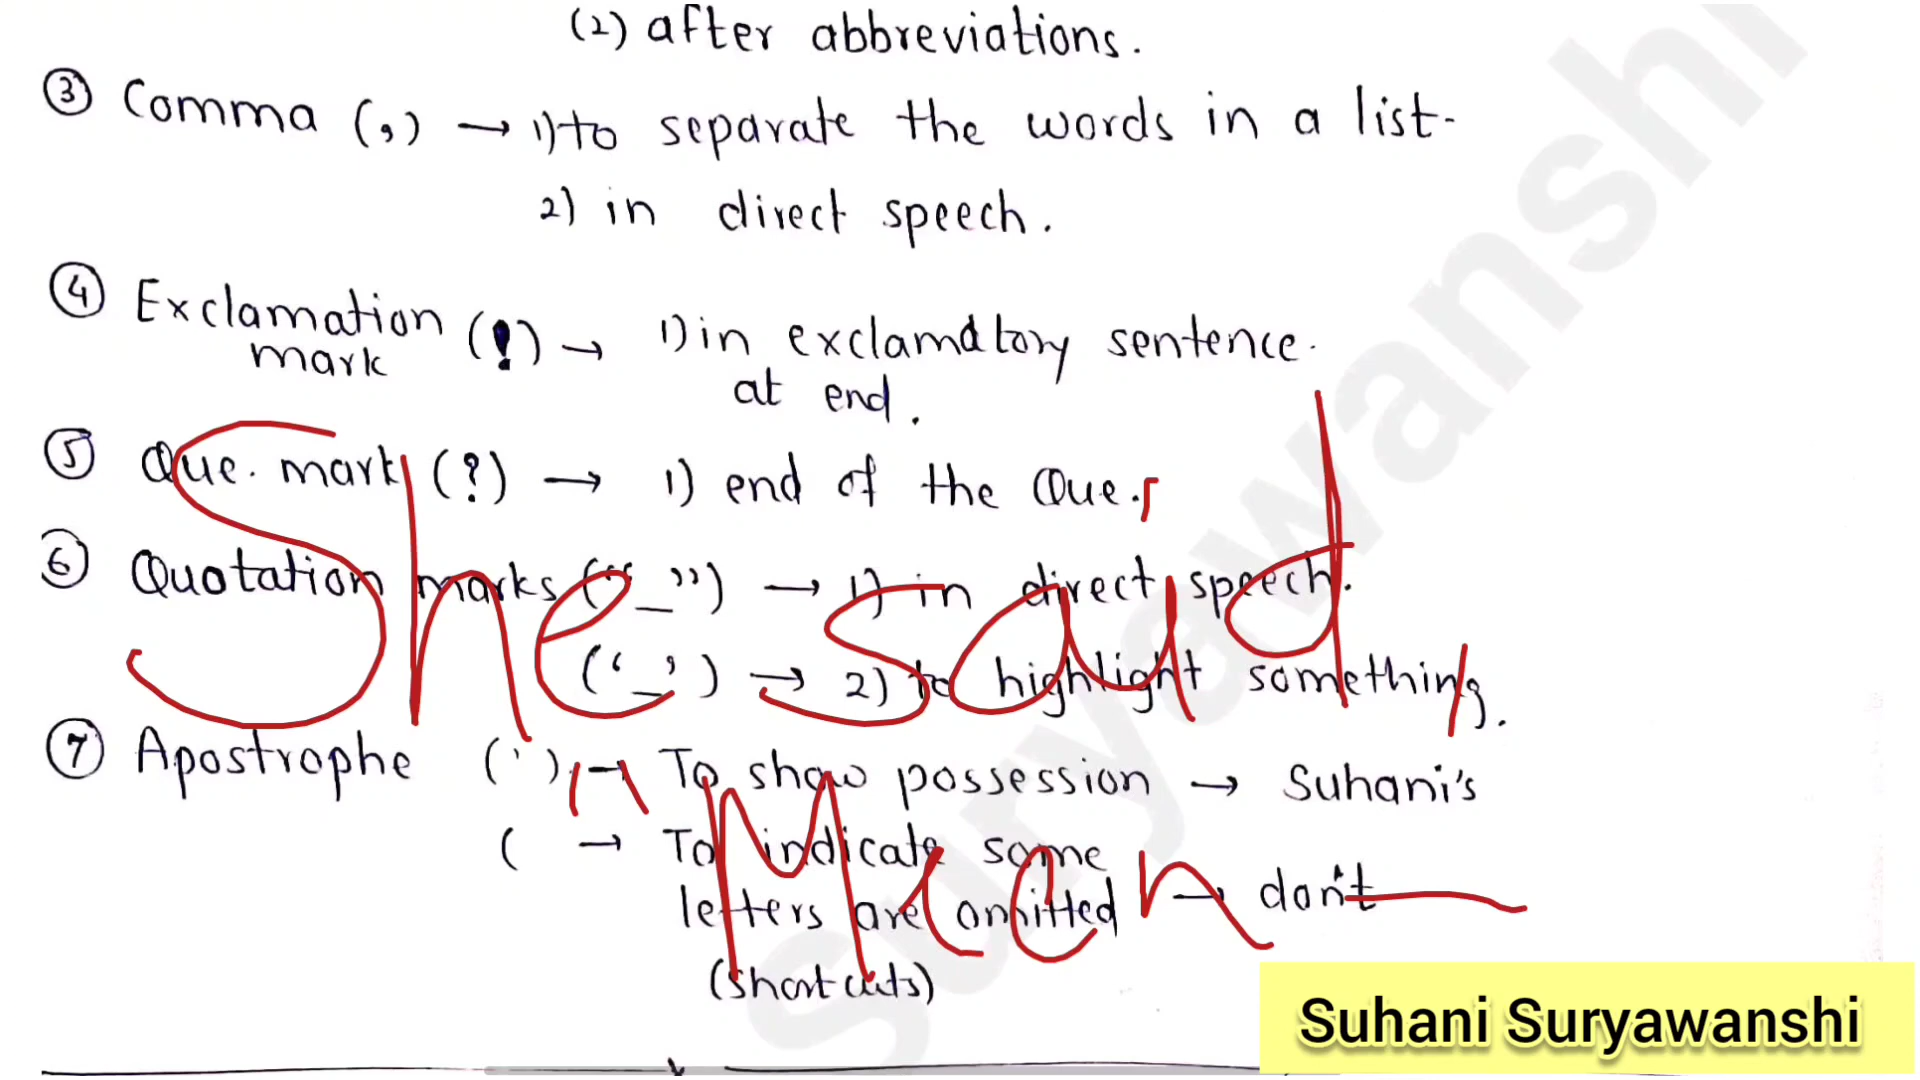 (2) after abbreviations.
③ Comma (,) → 1) to separate the words in a list.
2) in direct speech.
④ Exclamation mark (!) → 1) in exclamatory sentence.
at end.
⑤ Que. mark (?) → 1) end of the Que.
⑥ Quotation marks (“_”) → 1) in direct speech.
(‘_’) → 2) to highlight something.
⑦ Apostrophe (') → To show possession → Suhani's
( → To indicate some
letters are ommitted → don't
(short cuts)
She said
Suryawanshi
Suhani Suryawanshi